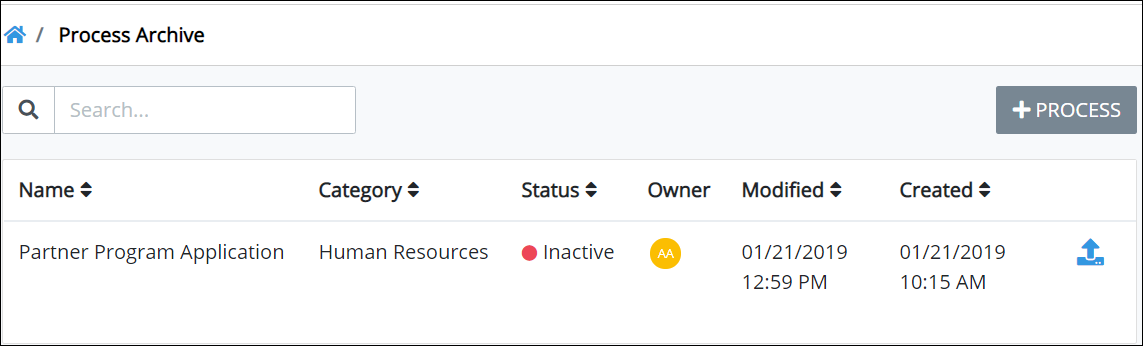 / Process Archive
Search...
+ PROCESS
Name Category Status Owner Modified Created
Partner Program Application Human Resources Inactive AA 01/21/2019 01/21/2019
12:59 PM 10:15 AM